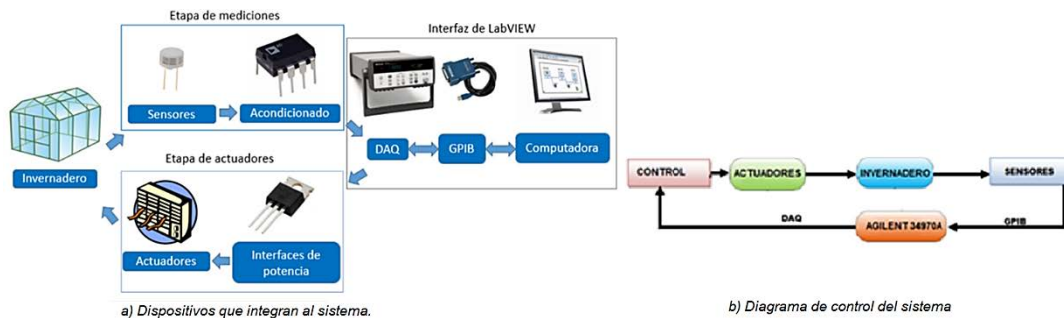 Etapa de mediciones
Interfaz de LabVIEW
Sensores
Acondicionado
DAQ
GPIB
Computadora
Invernadero
Etapa de actuadores
Actuadores
Interfaces de
potencia
a) Dispositivos que integran al sistema.
CONTROL
ACTUADORES
INVERNADERO
SENSORES
DAQ
AGILENT 34970A
GPIB
b) Diagrama de control del sistema